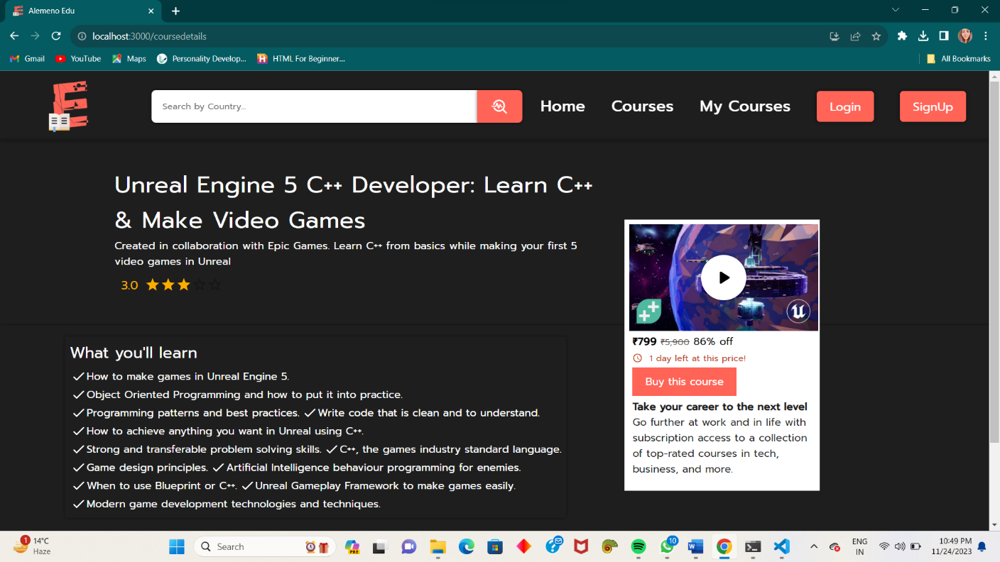 Alemeno Edu
localhost:3000/coursedetails
Gmail YouTube Maps Personality Develop... HTML For Beginner... All Bookmarks
Search by Country... Home Courses My Courses Login SignUp
Unreal Engine 5 C++ Developer: Learn C++
& Make Video Games
Created in collaboration with Epic Games. Learn C++ from basics while making your first 5
video games in Unreal
3.0
₹799 ₹5,900 86% off
1 day left at this price!
Buy this course
Take your career to the next level
Go further at work and in life with
subscription access to a collection
of top-rated courses in tech,
business, and more.
What you'll learn
How to make games in Unreal Engine 5.
Object Oriented Programming and how to put it into practice.
Programming patterns and best practices. Write code that is clean and to understand.
How to achieve anything you want in Unreal using C++.
Strong and transferable problem solving skills. C++, the games industry standard language.
Game design principles. Artificial Intelligence behaviour programming for enemies.
When to use Blueprint or C++. Unreal Gameplay Framework to make games easily.
Modern game development technologies and techniques.
1 14°C
Haze
Search
PRE
10
ENG
IN
10:49 PM
11/24/2023